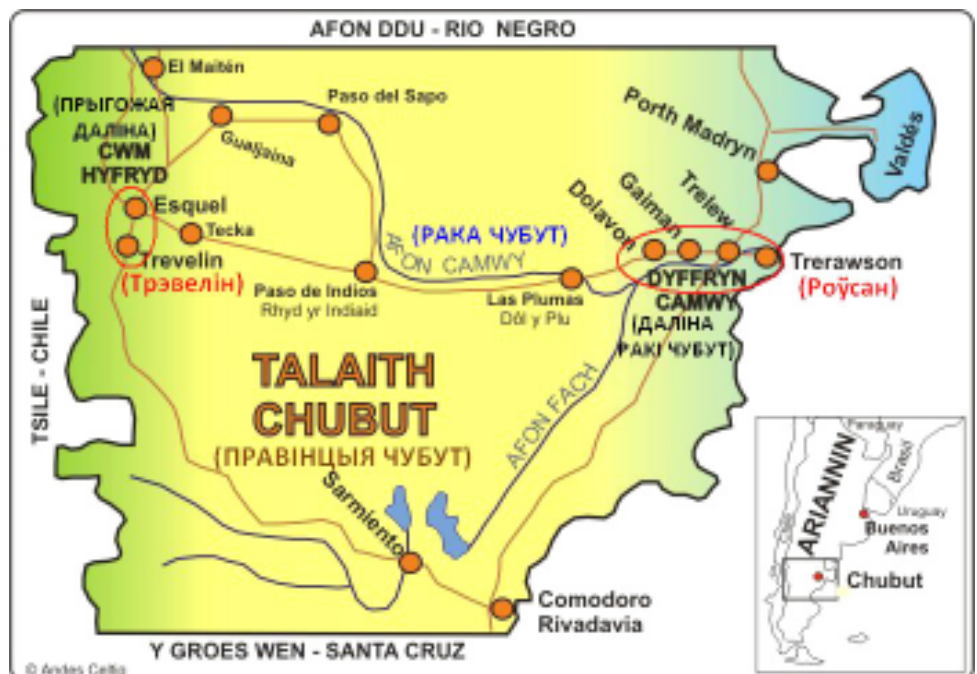 AFON DDU - RIO NEGRO
El Maitén
(ПРЫГОЖАЯ
ДАЛІНА)
CWM
HYFRYD
Gualjaina
Paso del Sapo
Porth Madryn
Valdés
Esquel
Tecka
Trevelin
(Трэвелін)
(РАКА ЧУБУТ)
AFON CAMWY
Dolavon
Gaiman
Trelew
Trerawson
(Роўсан)
DYFFRYN
CAMWY
(ДАЛІНА
РАКІ ЧУБУТ)
Paso de Indios
Rhyd yr Indiaid
Las Plumas
Dôl y Plu
TSILE - CHILE
TALAITH
CHUBUT
(ПРАВІНЦЫЯ ЧУБУТ)
AFON FACH
Sarmiento
Comodoro
Rivadavia
Y GROES WEN - SANTA CRUZ
© Andes Celtig
Paraguay
Brasil
ARIANNIN
Uruguay
Buenos
Aires
Chubut